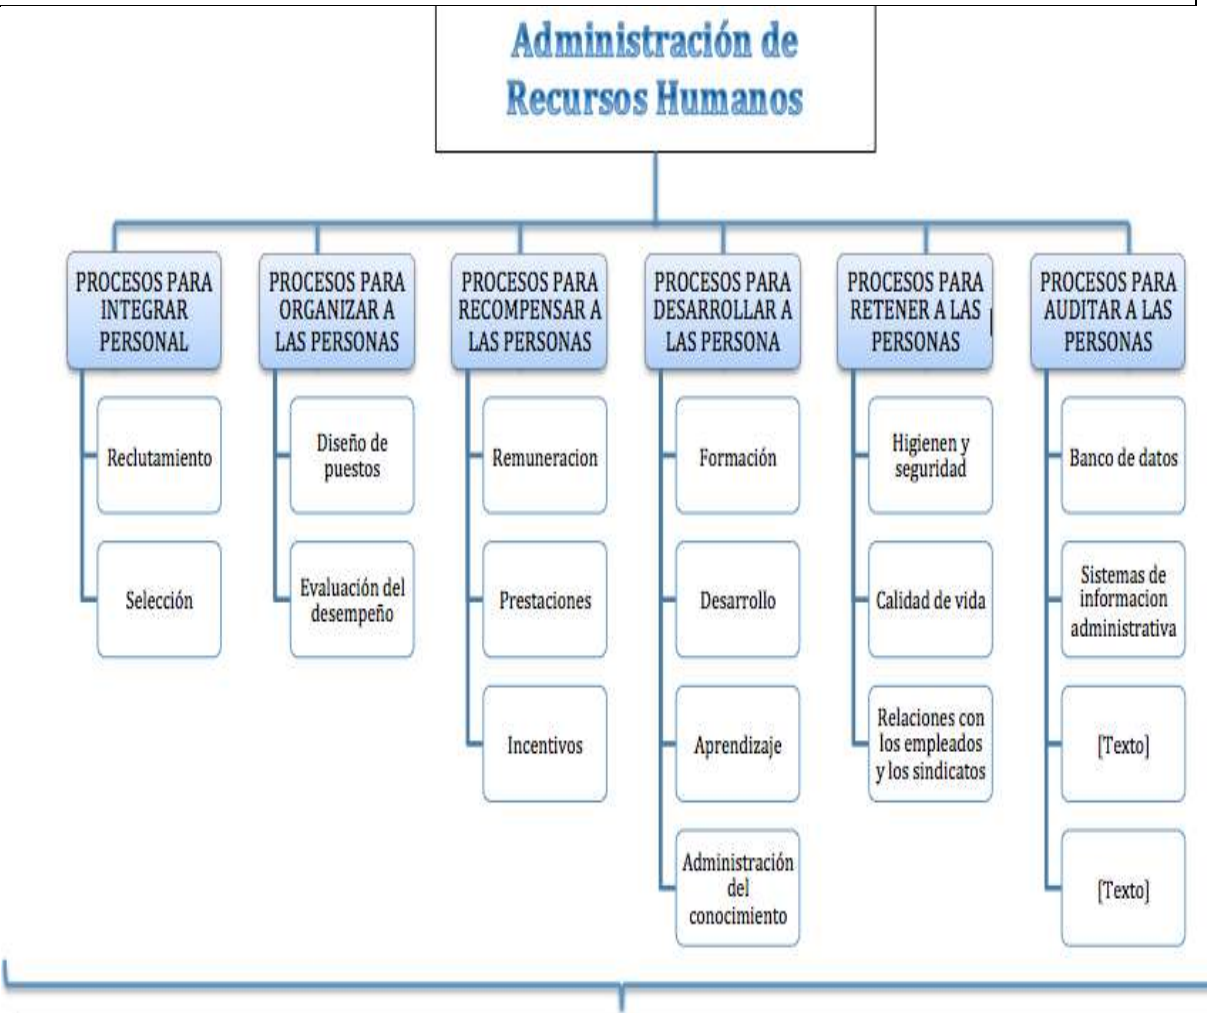 Administración de
Recursos Humanos
PROCESOS PARA
INTEGRAR
PERSONAL
Reclutamiento
Selección
PROCESOS PARA
ORGANIZAR A
LAS PERSONAS
Diseño de
puestos
Evaluación del
desempeño
PROCESOS PARA
RECOMPENSAR A
LAS PERSONAS
Remuneracion
Prestaciones
Incentivos
PROCESOS PARA
DESARROLLAR A
LAS PERSONA
Formación
Desarrollo
Aprendizaje
Administración
del
conocimiento
PROCESOS PARA
RETENER A LAS
PERSONAS
Higienen y
seguridad
Calidad de vida
Relaciones con
los empleados
y los sindicatos
PROCESOS PARA
AUDITAR A LAS
PERSONAS
Banco de datos
Sistemas de
informacion
administrativa
[Texto]
[Texto]